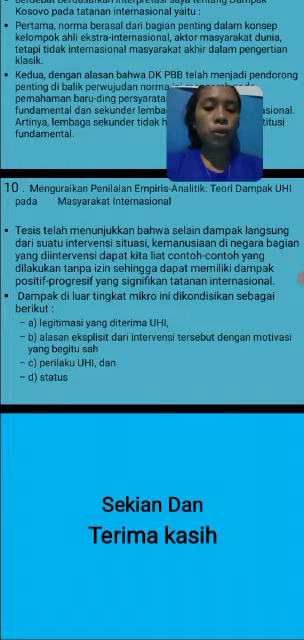 berdebat berdasarkan interpretasi saya tentang Dampak
Kosovo pada tatanan internasional yaitu :
Pertama, norma berasal dari bagian penting dalam konsep
kelompok ahli ekstra-internasional, aktor masyarakat dunia,
tetapi tidak internasional masyarakat akhir dalam pengertian
klasik.
Kedua, dengan alasan bahwa DK PBB telah menjadi pendorong
penting di balik perwujudan norma
pemahaman baru-ding
fundamental dan sekunder
Artinya, lembaga sekunder tidak
fundamental.
10 . Menguraikan Penilaian Empiris-Analitik: Teori Dampak UHI
pada Masyarakat Internasional
Tesis telah menunjukkan bahwa selain dampak langsung
dari suatu intervensi situasi, kemanusiaan di negara bagian
yang diintervensi dapat kita liat contoh-contoh yang
dilakukan tanpa izin sehingga dapat memiliki dampak
positif-progresif yang signifikan tatanan internasional.
Dampak di luar tingkat mikro ini dikondisikan sebagai
berikut :
– a) legitimasi yang diterima UHI,
– b) alasan eksplisit dari intervensi tersebut dengan motivasi
yang begitu sah
– c) perilaku UHI, dan
– d) status
Sekian Dan
Terima kasih